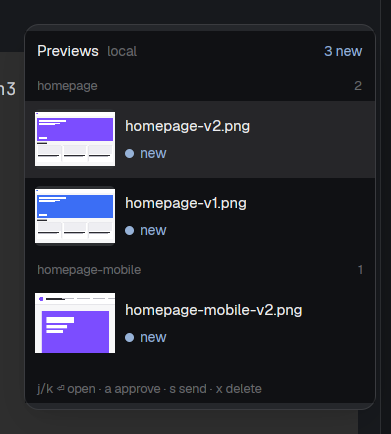 n3
Previews local 3 new
homepage 2
homepage-v2.png
new
homepage-v1.png
new
homepage-mobile 1
homepage-mobile-v2.png
new
j/k ⏎ open · a approve · s send · x delete